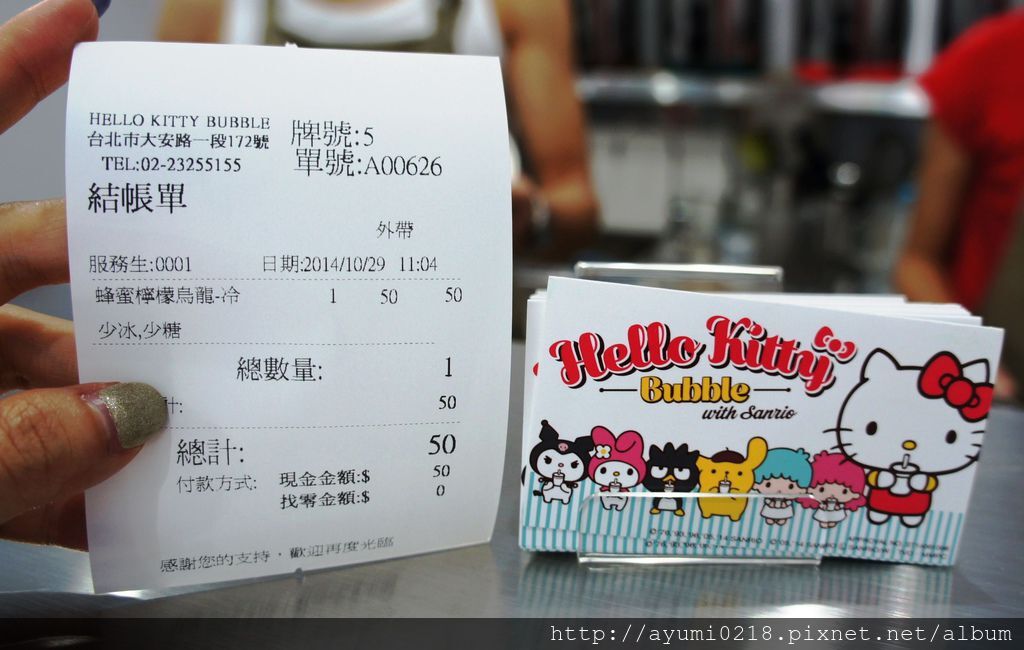 HELLO KITTY BUBBLE
台北市大安路一段172號
TEL:02-23255155
牌號:5
單號:A00626
結帳單
外帶
服務生:0001 日期:2014/10/29 11:04
蜂蜜檸檬烏龍-冷 1 50 50
少冰,少糖
總數量: 1
計: 50
總計: 50
付款方式: 現金金額:$ 50
找零金額:$ 0
感謝您的支持，歡迎再度光臨
Hello Kitty
Bubble
with Sanrio
http://ayumi0218.pixnet.net/album